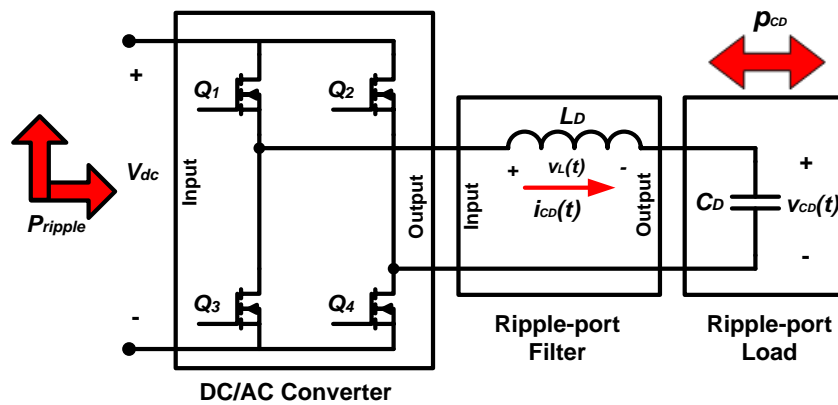 pCD
Q1
Q2
LD
+
Vdc
Input
Output
Input
+ vL(t) -
iCD(t)
Output
CD
+
vCD(t)
-
Pripple
Q3
Q4
-
Ripple-port
Filter
Ripple-port
Load
DC/AC Converter